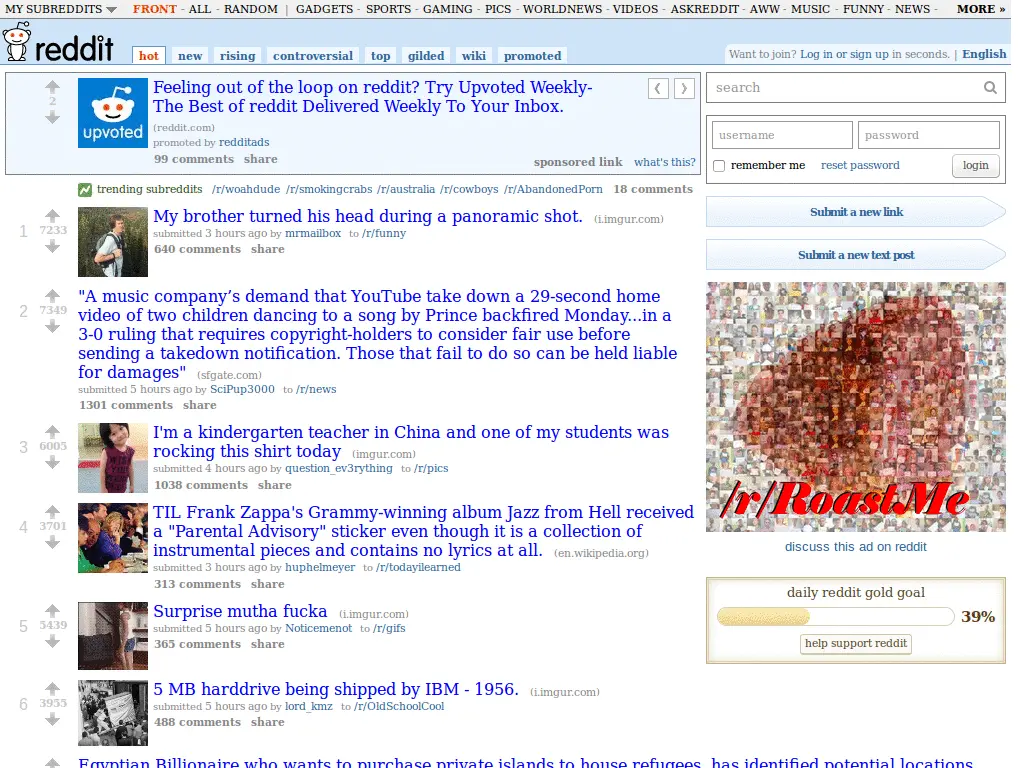 MY SUBREDDITS FRONT - ALL - RANDOM | GADGETS - SPORTS - GAMING - PICS - WORLDNEWS - VIDEOS - ASKREDDIT - AWW - MUSIC - FUNNY - NEWS - MORE »
reddit hot new rising controversial top gilded wiki promoted Want to join? Log in or sign up in seconds. | English
Feeling out of the loop on reddit? Try Upvoted Weekly-
The Best of reddit Delivered Weekly To Your Inbox.
2
upvoted
(reddit.com)
promoted by redditads
99 comments share sponsored link what's this?
trending subreddits /r/woahdude /r/smokingcrabs /r/australia /r/cowboys /r/AbandonedPorn 18 comments
1 7233
My brother turned his head during a panoramic shot. (i.imgur.com)
submitted 3 hours ago by mrmailbox to /r/funny
640 comments share
2 7349
"A music company’s demand that YouTube take down a 29-second home
video of two children dancing to a song by Prince backfired Monday...in a
3-0 ruling that requires copyright-holders to consider fair use before
sending a takedown notification. Those that fail to do so can be held liable
for damages" (sfgate.com)
submitted 5 hours ago by SciPup3000 to /r/news
1301 comments share
3 6005
I'm a kindergarten teacher in China and one of my students was
rocking this shirt today (imgur.com)
submitted 4 hours ago by question_ev3rything to /r/pics
1038 comments share
4 3701
TIL Frank Zappa's Grammy-winning album Jazz from Hell received
a "Parental Advisory" sticker even though it is a collection of
instrumental pieces and contains no lyrics at all. (en.wikipedia.org)
submitted 3 hours ago by huphelmeyer to /r/todayilearned
313 comments share
5 5439
Surprise mutha fucka (i.imgur.com)
submitted 5 hours ago by Noticemenot to /r/gifs
365 comments share
6 3955
5 MB harddrive being shipped by IBM - 1956. (i.imgur.com)
submitted 5 hours ago by lord_kmz to /r/OldSchoolCool
488 comments share
Egyptian Billionaire who wants to purchase private islands to house refugees, has identified potential locations
search
username password
remember me reset password login
Submit a new link
Submit a new text post
/r/RoastMe
discuss this ad on reddit
daily reddit gold goal
39%
help support reddit